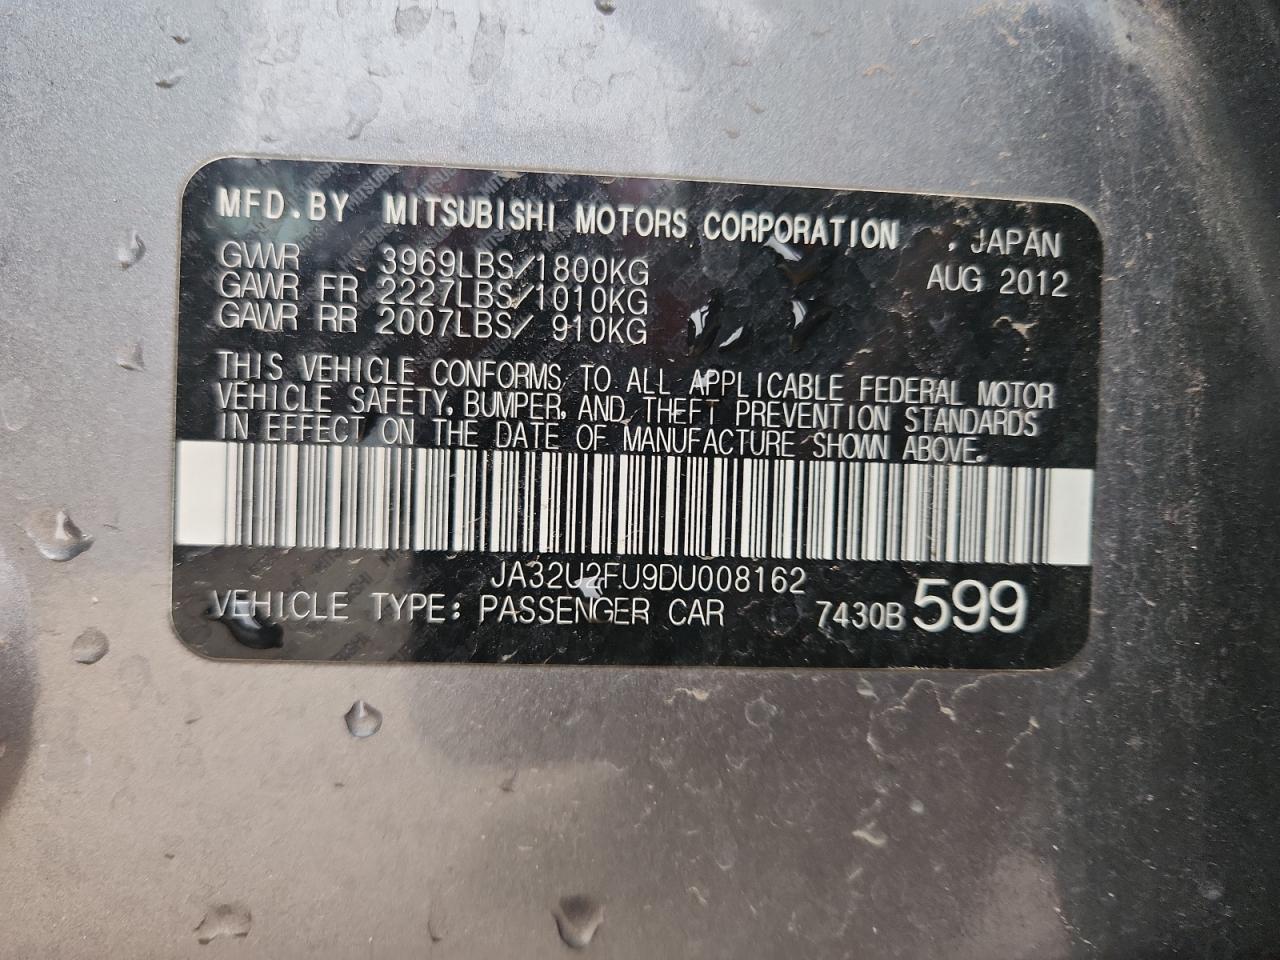 MFD.BY MITSUBISHI MOTORS CORPORATION , JAPAN
GVWR 3969LBS/1800KG AUG 2012
GAWR FR 2227LBS/1010KG
GAWR RR 2007LBS/ 910KG
THIS VEHICLE CONFORMS TO ALL APPLICABLE FEDERAL MOTOR
VEHICLE SAFETY, BUMPER, AND THEFT PREVENTION STANDARDS
IN EFFECT ON THE DATE OF MANUFACTURE SHOWN ABOVE.
JA32U2FU9DU008162
VEHICLE TYPE: PASSENGER CAR 7430B 599